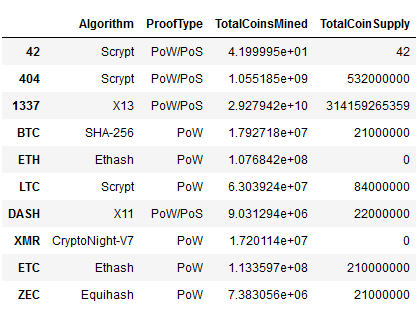 Algorithm ProofType TotalCoinsMined TotalCoinSupply
42 Scrypt PoW/PoS 4.199995e+01 42
404 Scrypt PoW/PoS 1.055185e+09 532000000
1337 X13 PoW/PoS 2.927942e+10 314159265359
BTC SHA-256 PoW 1.792718e+07 21000000
ETH Ethash PoW 1.076842e+08 0
LTC Scrypt PoW 6.303924e+07 84000000
DASH X11 PoW/PoS 9.031294e+06 22000000
XMR CryptoNight-V7 PoW 1.720114e+07 0
ETC Ethash PoW 1.133597e+08 210000000
ZEC Equihash PoW 7.383056e+06 21000000